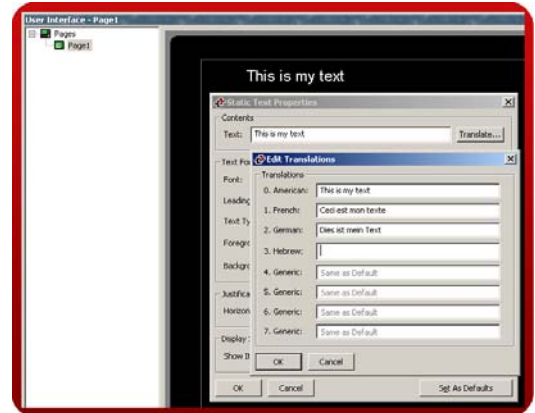 User Interface - Page1
Pages
Page1
This is my text
Static Text Properties
Contents
Text: This is my text Translate...
Text Fo
Font:
Leading
Text Ty
Foregro
Backgro
Justifica
Horizon
Display
Show B
OK Cancel Set As Defaults
Edit Translations
Translations
0. American: This is my text
1. French: Ceci est mon texte
2. German: Dies ist mein Text
3. Hebrew:
4. Generic: Same as Default
5. Generic: Same as Default
6. Generic: Same as Default
7. Generic: Same as Default
OK Cancel